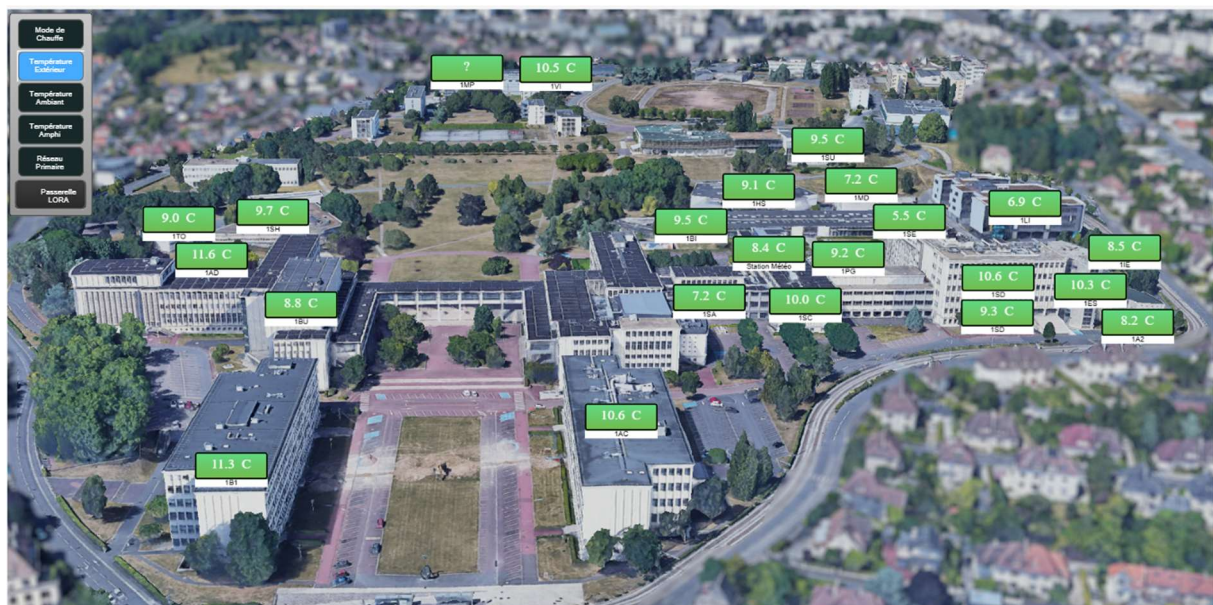 Mode de
Chauffe
Température
Extérieur
Température
Ambiant
Température
Amphi
Réseau
Primaire
Passerelle
LORA
?
1MP
10.5 C
1VI
9.5 C
1SU
9.1 C
1HS
7.2 C
1MD
6.9 C
1LI
9.0 C
1TD
9.7 C
1SH
9.5 C
1BI
5.5 C
1SE
11.6 C
1AD
8.4 C
Station Météo
9.2 C
1PG
8.5 C
1IE
10.6 C
1SD
10.3 C
1ES
8.8 C
1BU
7.2 C
1SA
10.0 C
1SC
9.3 C
1SD
8.2 C
1A2
10.6 C
1AC
11.3 C
1B1